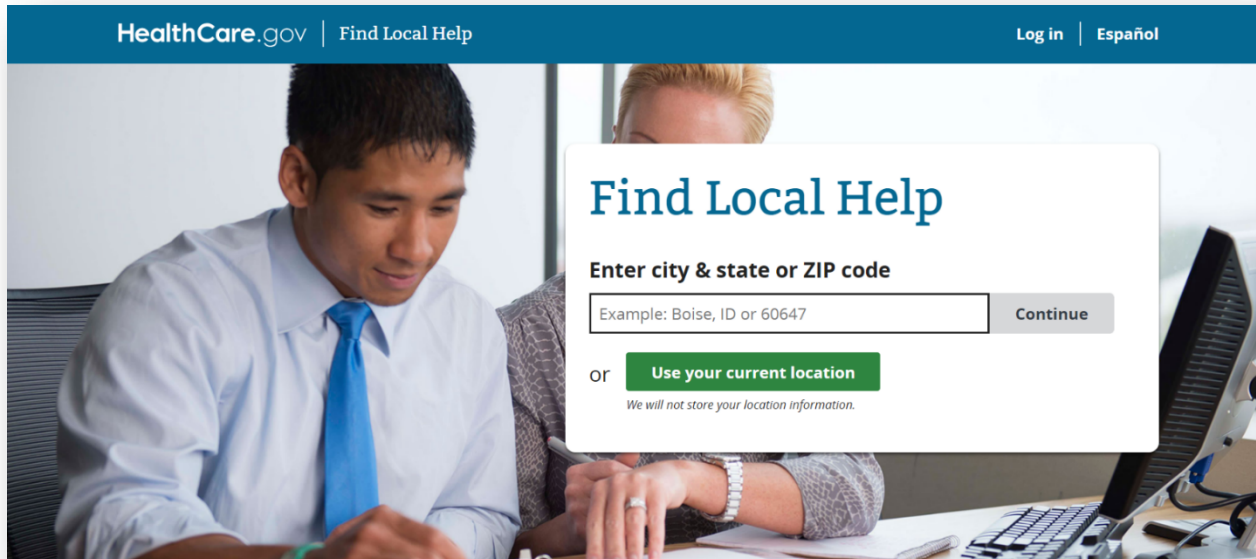 HealthCare.gov | Find Local Help
Log in | Español
Find Local Help
Enter city & state or ZIP code
Example: Boise, ID or 60647
Continue
or
Use your current location
We will not store your location information.